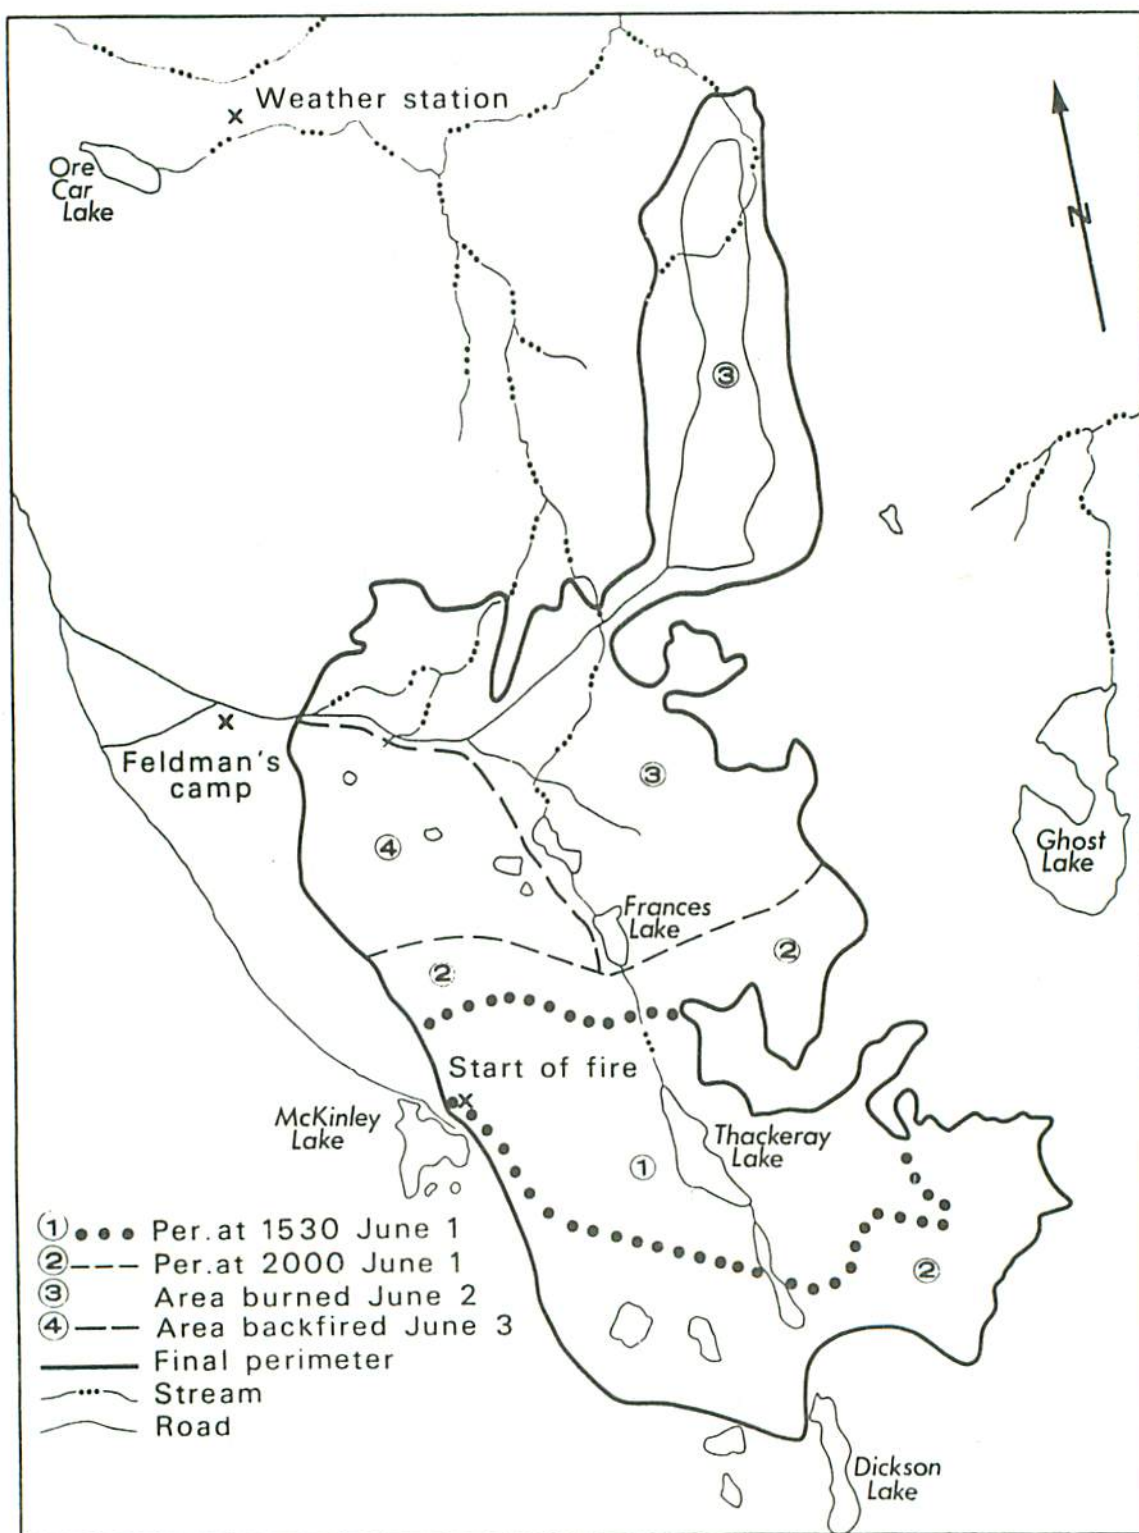 Weather station
x
Ore
Car
Lake
N
3
x
Feldman's
camp
3
4
Ghost
Lake
Frances
Lake
2
2
Start of fire
x
McKinley
Lake
Thackeray
Lake
1
2
1 Per. at 1530 June 1
2 Per. at 2000 June 1
3 Area burned June 2
4 Area backfired June 3
Final perimeter
Stream
Road
Dickson
Lake